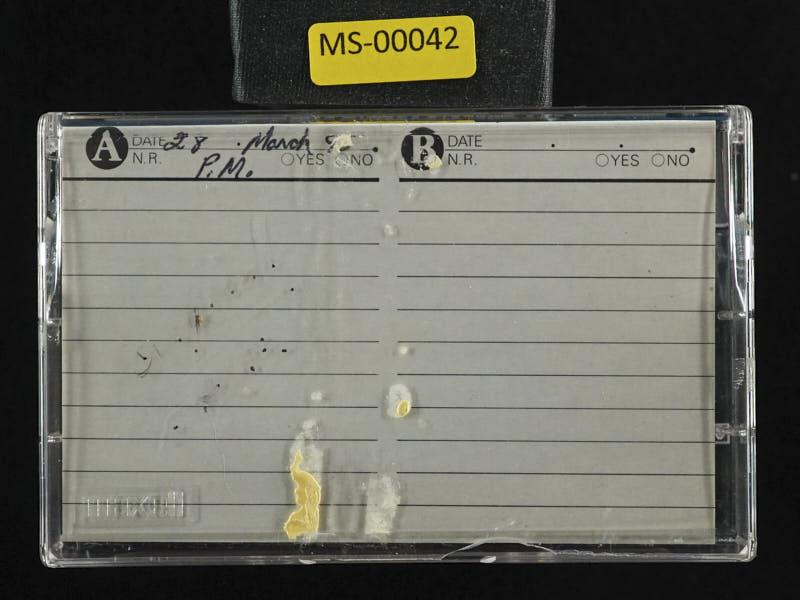 MS-00042
A DATE 28 . March
N.R. P.M. YES NO
B DATE
N.R. YES NO
maxell